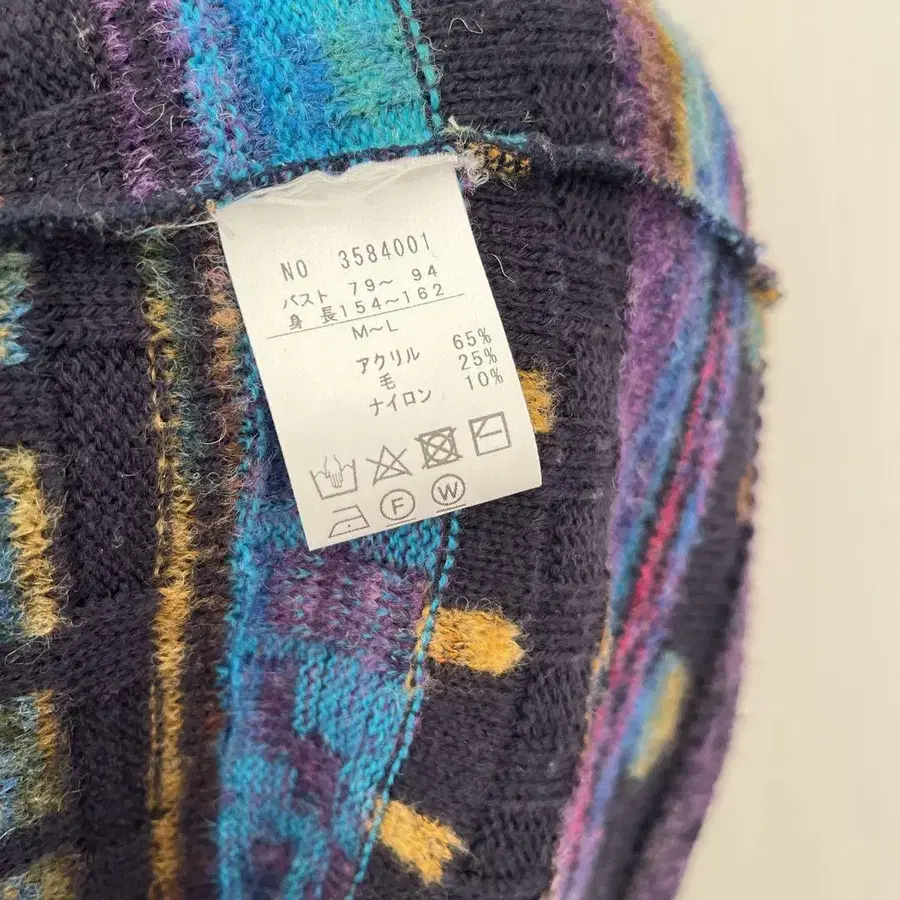 NO 3584001
バスト 79～ 94
身 長154～162
M～L
アクリル 65%
毛 25%
ナイロン 10%
F W